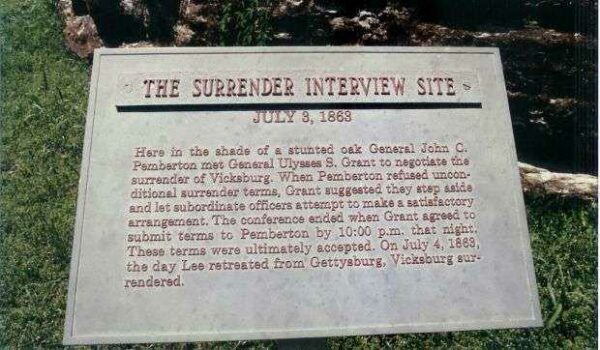 THE SURRENDER INTERVIEW SITE
JULY 3, 1863
Here in the shade of a stunted oak General John C.
Pemberton met General Ulysses S. Grant to negotiate the
surrender of Vicksburg. When Pemberton refused uncon-
ditional surrender terms, Grant suggested they step aside
and let subordinate officers attempt to make a satisfactory
arrangement. The conference ended when Grant agreed to
submit terms to Pemberton by 10:00 p.m. that night.
These terms were ultimately accepted. On July 4, 1863,
the day Lee retreated from Gettysburg, Vicksburg sur-
rendered.